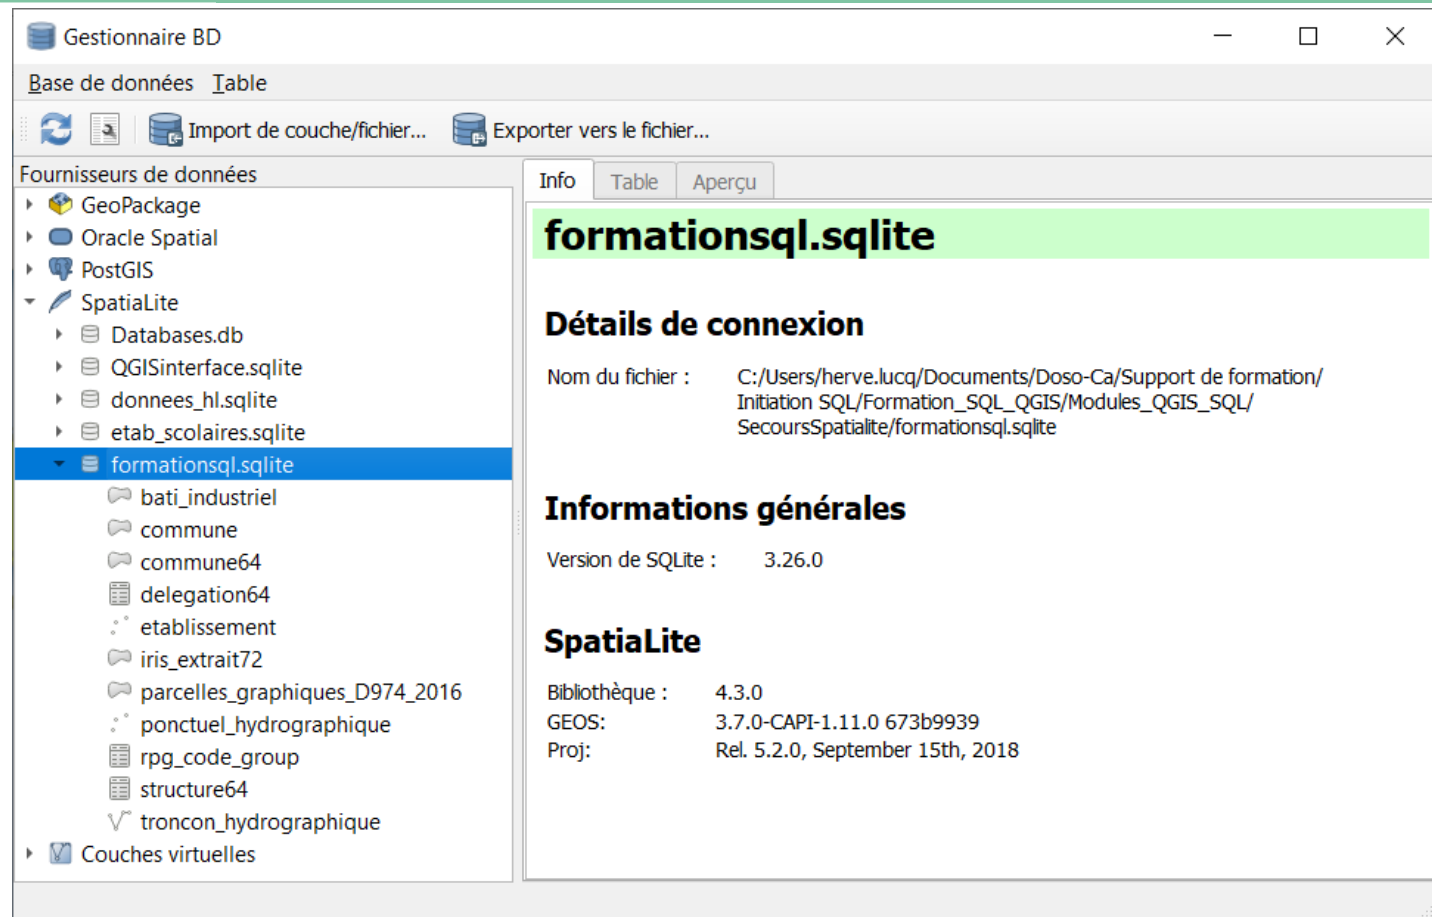 Gestionnaire BD
Base de données Table
Import de couche/fichier... Exporter vers le fichier...
Fournisseurs de données
GeoPackage
Oracle Spatial
PostGIS
SpatiaLite
Databases.db
QGISinterface.sqlite
donnees_hl.sqlite
etab_scolaires.sqlite
formationsql.sqlite
bati_industriel
commune
commune64
delegation64
etablissement
iris_extrait72
parcelles_graphiques_D974_2016
ponctuel_hydrographique
rpg_code_group
structure64
troncon_hydrographique
Couches virtuelles
Info Table Aperçu
formationsql.sqlite
Détails de connexion
Nom du fichier : C:/Users/herve.lucq/Documents/Doso-Ca/Support de formation/
Initiation SQL/Formation_SQL_QGIS/Modules_QGIS_SQL/
SecoursSpatialite/formationsql.sqlite
Informations générales
Version de SQLite : 3.26.0
SpatiaLite
Bibliothèque : 4.3.0
GEOS: 3.7.0-CAPI-1.11.0 673b9939
Proj: Rel. 5.2.0, September 15th, 2018